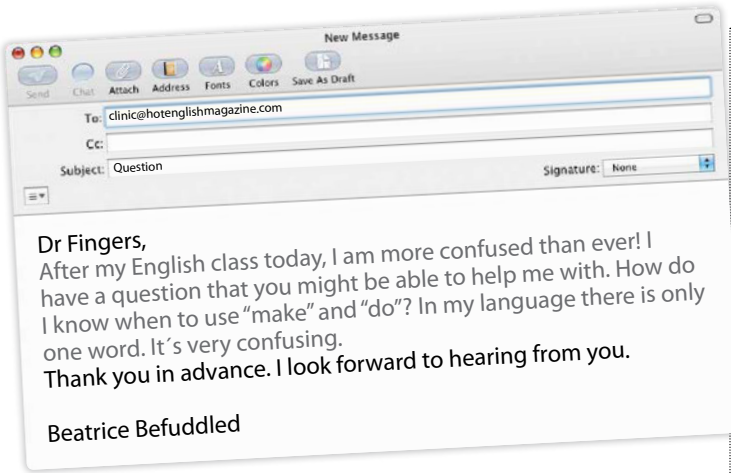 New Message
Send Chat Attach Address Fonts Colors Save As Draft
To: clinic@hotenglishmagazine.com
Cc:
Subject: Question
Signature: None
Dr Fingers,
After my English class today, I am more confused than ever! I
have a question that you might be able to help me with. How do
I know when to use “make” and “do”? In my language there is only
one word. It´s very confusing.
Thank you in advance. I look forward to hearing from you.
Beatrice Befuddled